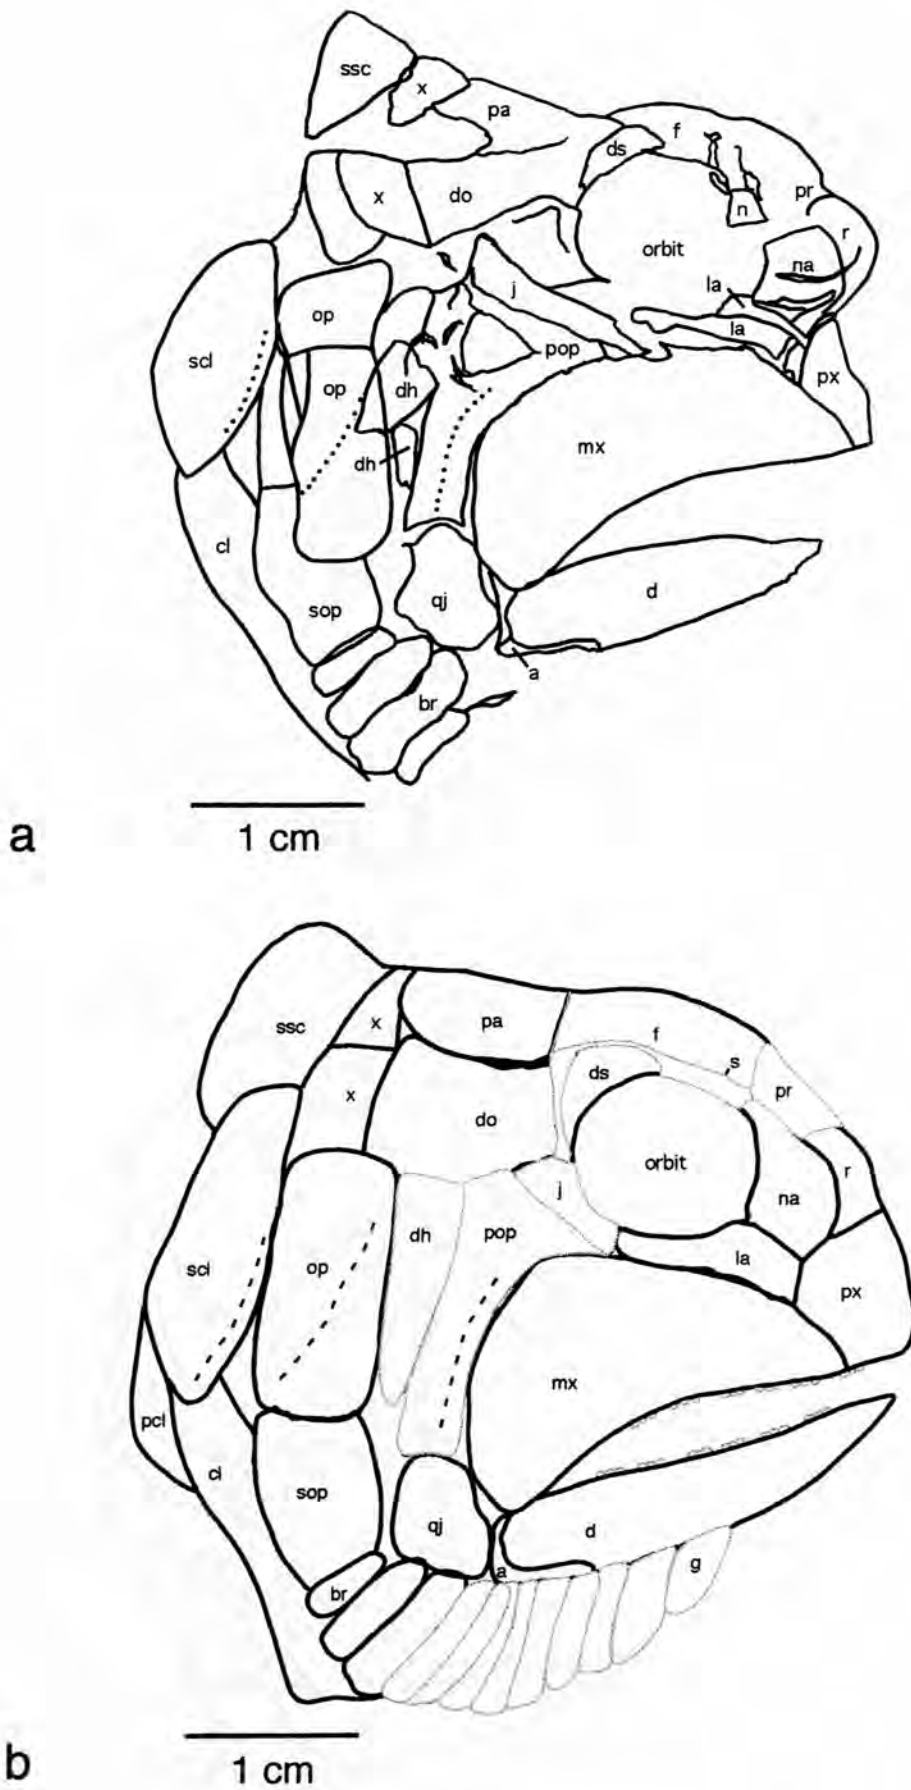 ssc
x
pa
f
ds
x
do
n
pr
r
orbit
na
la
j
op
la
scl
pop
px
op
dh
mx
dh
cl
d
qj
sop
a
br
a
1 cm
ssc
x
pa
f
s
ds
pr
x
do
orbit
r
j
na
dh
pop
scl
op
la
px
mx
pcl
cl
sop
qj
d
a
g
br
b
1 cm